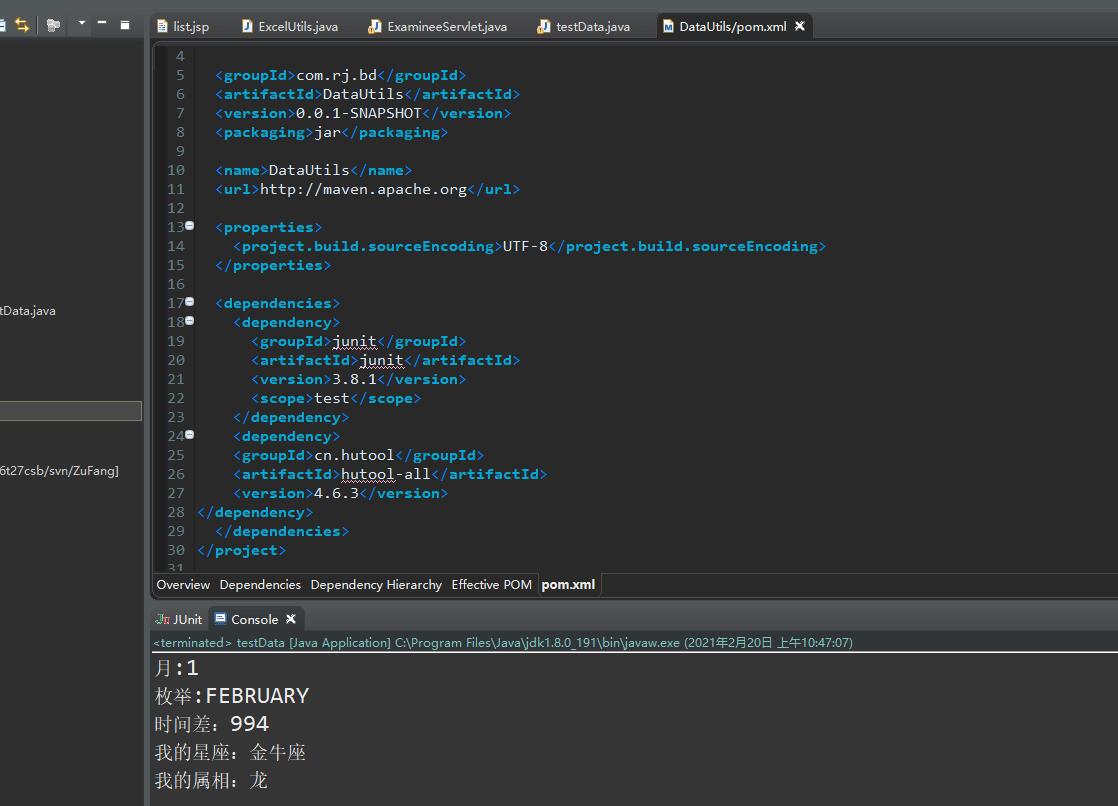 list.jsp ExcelUtils.java ExamineeServlet.java testData.java DataUtils/pom.xml
4
5 <groupId>com.rj.bd</groupId>
6 <artifactId>DataUtils</artifactId>
7 <version>0.0.1-SNAPSHOT</version>
8 <packaging>jar</packaging>
9
10 <name>DataUtils</name>
11 <url>http://maven.apache.org</url>
12
13 <properties>
14 <project.build.sourceEncoding>UTF-8</project.build.sourceEncoding>
15 </properties>
16
17 <dependencies>
tData.java
18 <dependency>
19 <groupId>junit</groupId>
20 <artifactId>junit</artifactId>
21 <version>3.8.1</version>
22 <scope>test</scope>
23 </dependency>
24 <dependency>
25 <groupId>cn.hutool</groupId>
6t27csb/svn/ZuFang]
26 <artifactId>hutool-all</artifactId>
27 <version>4.6.3</version>
28 </dependency>
29 </dependencies>
30 </project>
31
Overview Dependencies Dependency Hierarchy Effective POM pom.xml
JUnit Console
<terminated> testData [Java Application] C:\Program Files\Java\jdk1.8.0_191\bin\javaw.exe (2021年2月20日 上午10:47:07)
月:1
枚举:FEBRUARY
时间差：994
我的星座：金牛座
我的属相：龙